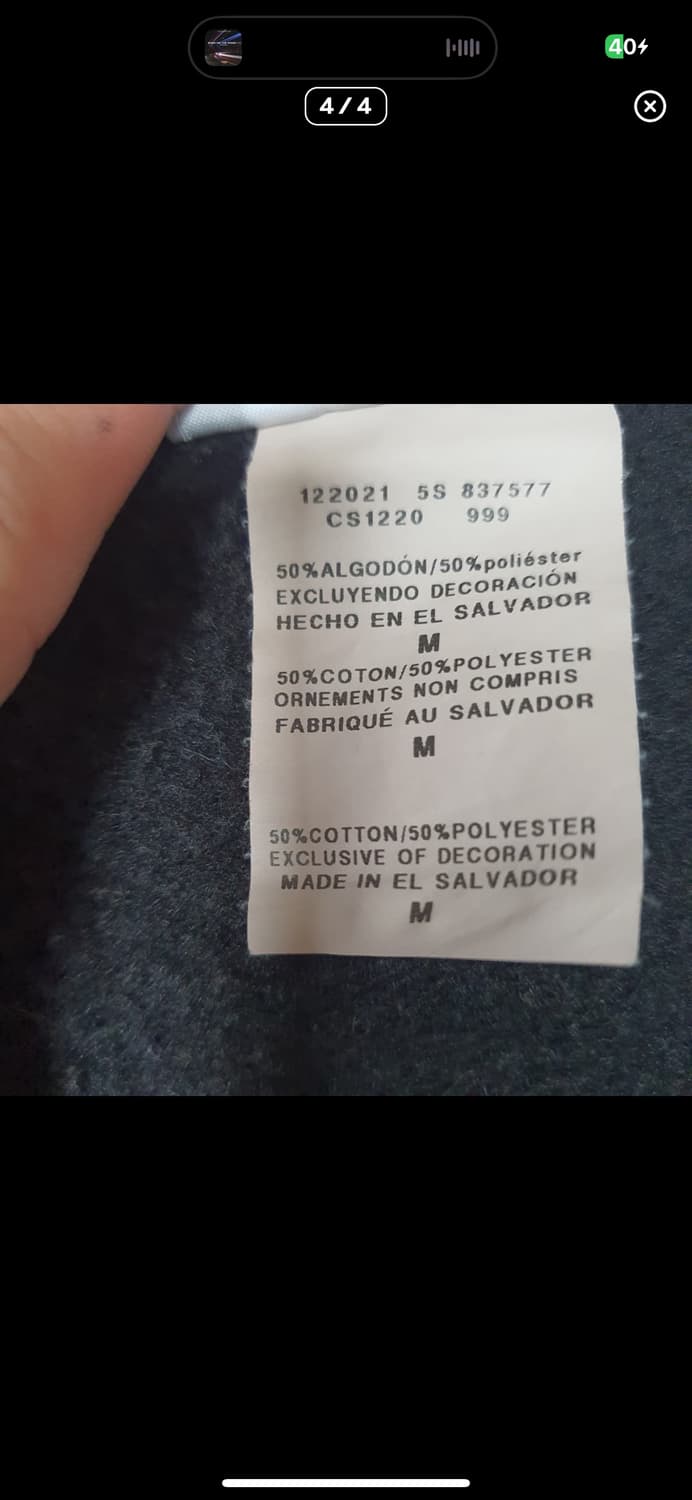 40
4/4
122021 5S 837577
CS1220 999
50%ALGODÓN/50%poliéster
EXCLUYENDO DECORACIÓN
HECHO EN EL SALVADOR
M
50%COTON/50%POLYESTER
ORNEMENTS NON COMPRIS
FABRIQUÉ AU SALVADOR
M
50%COTTON/50%POLYESTER
EXCLUSIVE OF DECORATION
MADE IN EL SALVADOR
M